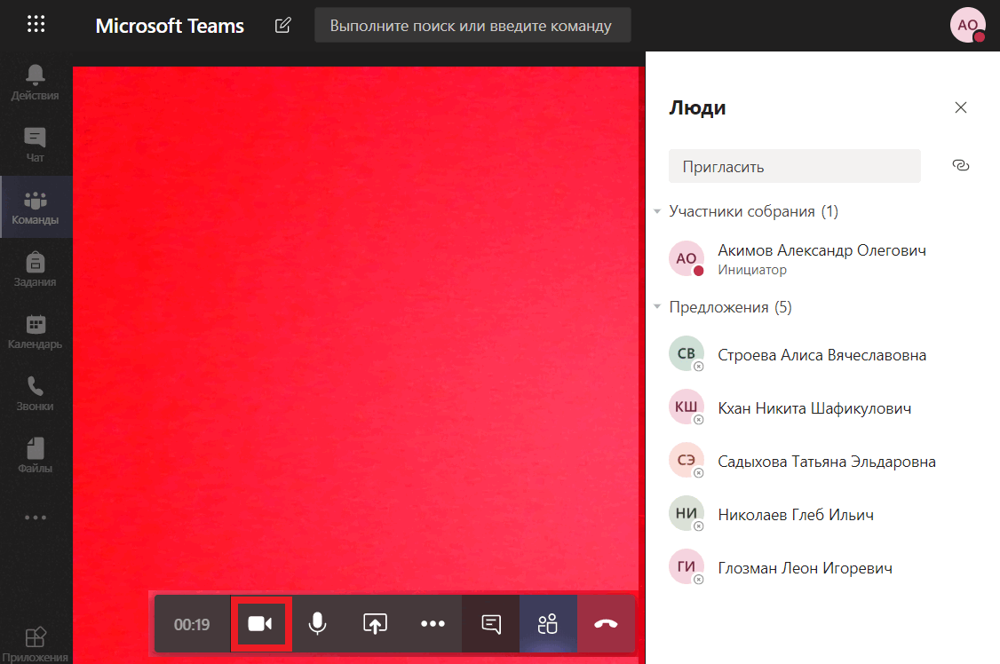 Microsoft Teams
Выполните поиск или введите команду
АО
Действия
Чат
Команды
Задания
Календарь
Звонки
Файлы
Приложения
Люди
Пригласить
Участники собрания (1)
АО
Акимов Александр Олегович
Инициатор
Предложения (5)
СВ
Строева Алиса Вячеславовна
КШ
Кхан Никита Шафикулович
СЭ
Садыхова Татьяна Эльдаровна
НИ
Николаев Глеб Ильич
ГИ
Глозман Леон Игоревич
00:19